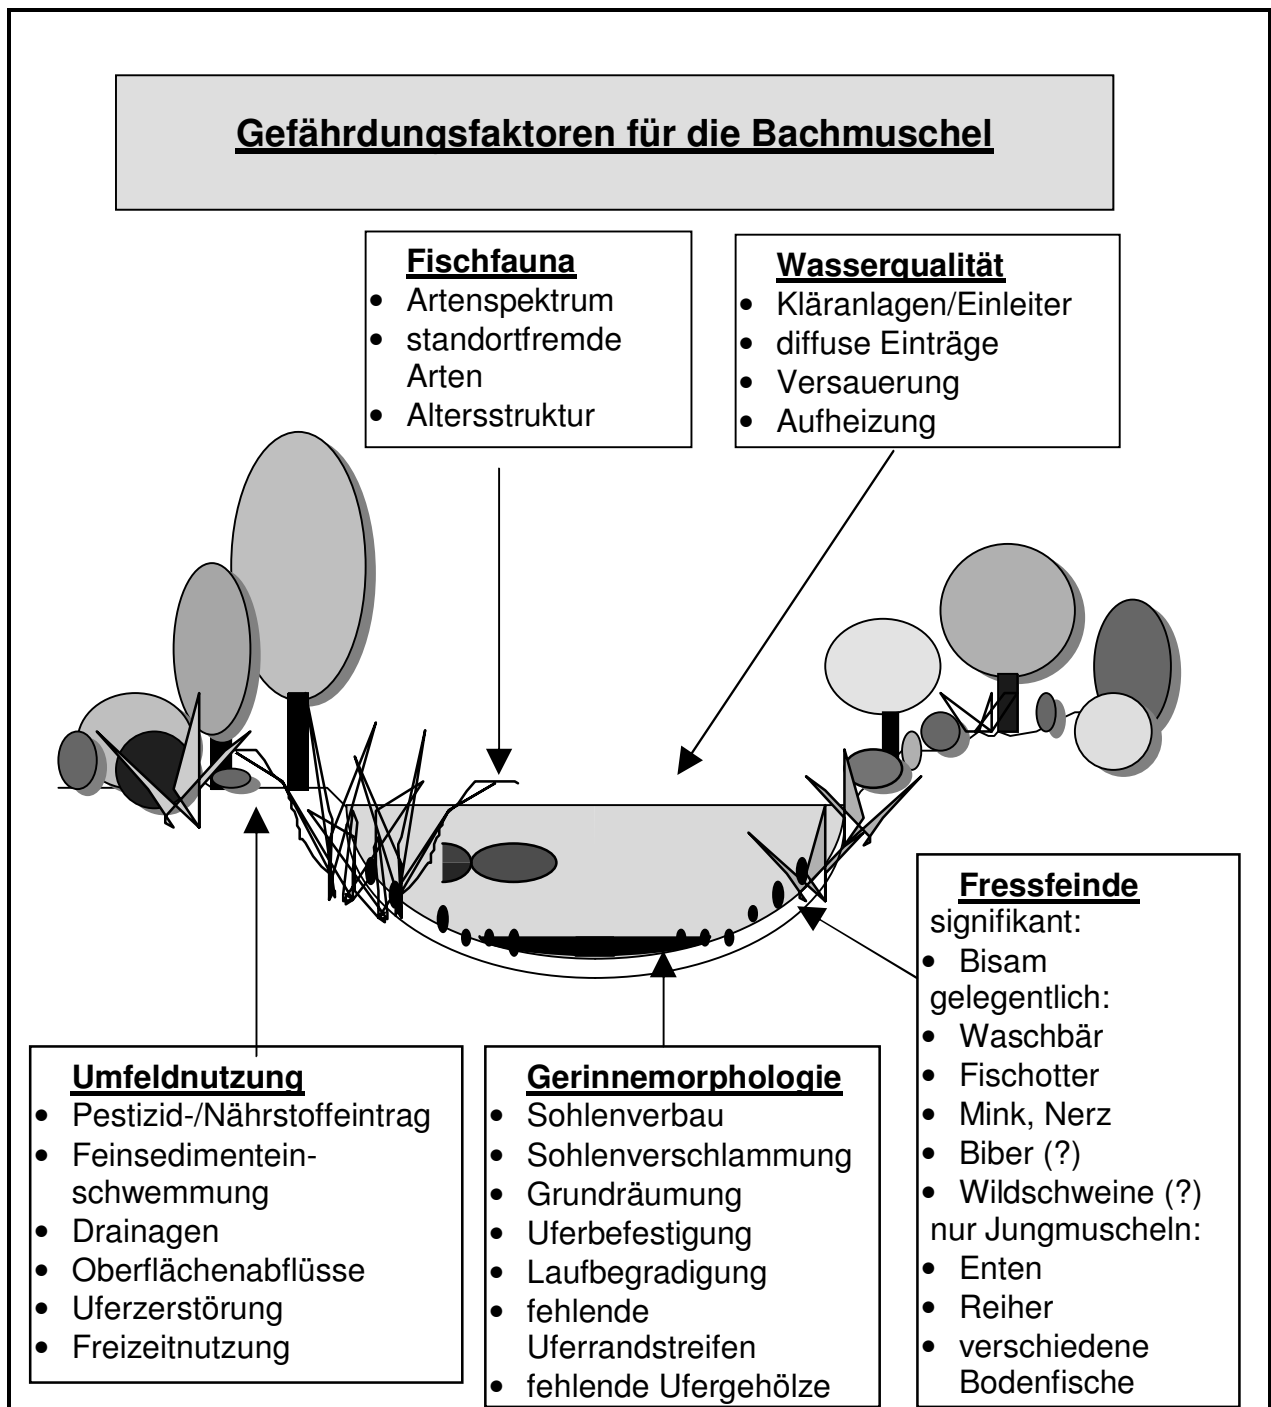 Gefährdungsfaktoren für die Bachmuschel
Fischfauna
• Artenspektrum
• standortfremde
Arten
• Altersstruktur
Wasserqualität
• Kläranlagen/Einleiter
• diffuse Einträge
• Versauerung
• Aufheizung
Umfeldnutzung
• Pestizid-/Nährstoffeintrag
• Feinsedimentein-
schwemmung
• Drainagen
• Oberflächenabflüsse
• Uferzerstörung
• Freizeitnutzung
Gerinnemorphologie
• Sohlenverbau
• Sohlenverschlammung
• Grundräumung
• Uferbefestigung
• Laufbegradigung
• fehlende
Uferrandstreifen
• fehlende Ufergehölze
Fressfeinde
signifikant:
• Bisam
gelegentlich:
• Waschbär
• Fischotter
• Mink, Nerz
• Biber (?)
• Wildschweine (?)
nur Jungmuscheln:
• Enten
• Reiher
• verschiedene
Bodenfische